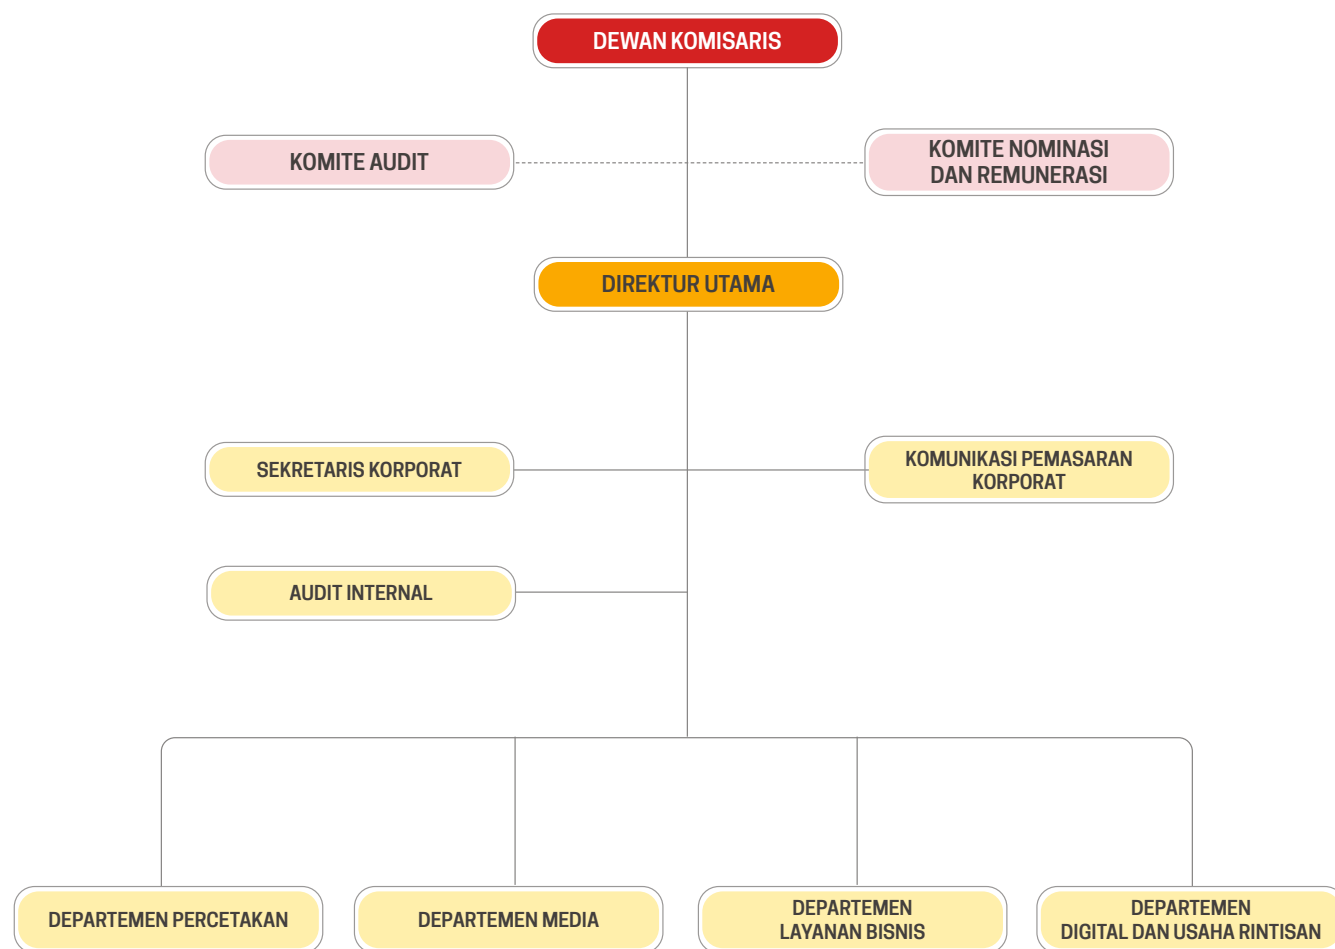 DEWAN KOMISARIS
KOMITE AUDIT
KOMITE NOMINASI
DAN REMUNERASI
DIREKTUR UTAMA
SEKRETARIS KORPORAT
KOMUNIKASI PEMASARAN
KORPORAT
AUDIT INTERNAL
DEPARTEMEN PERCETAKAN
DEPARTEMEN MEDIA
DEPARTEMEN
LAYANAN BISNIS
DEPARTEMEN
DIGITAL DAN USAHA RINTISAN